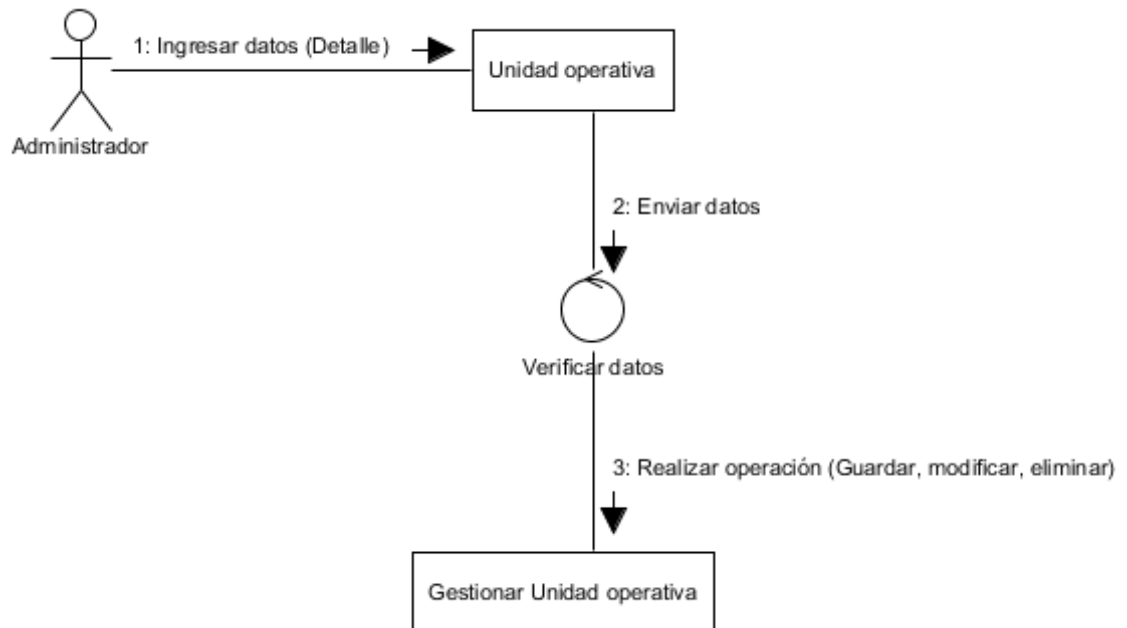 1: Ingresar datos (Detalle)
Unidad operativa
Administrador
2: Enviar datos
Verificar datos
3: Realizar operación (Guardar, modificar, eliminar)
Gestionar Unidad operativa